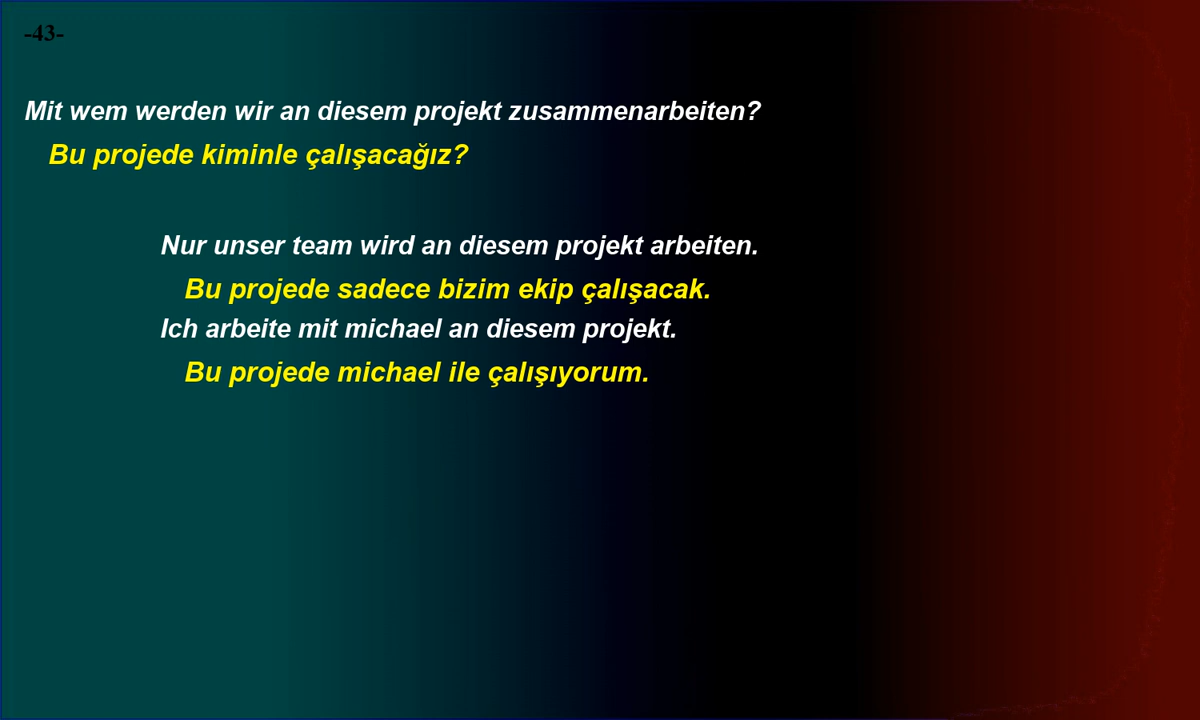 -43-
Mit wem werden wir an diesem projekt zusammenarbeiten?
Bu projede kiminle çalışacağız?
Nur unser team wird an diesem projekt arbeiten.
Bu projede sadece bizim ekip çalışacak.
Ich arbeite mit michael an diesem projekt.
Bu projede michael ile çalışıyorum.